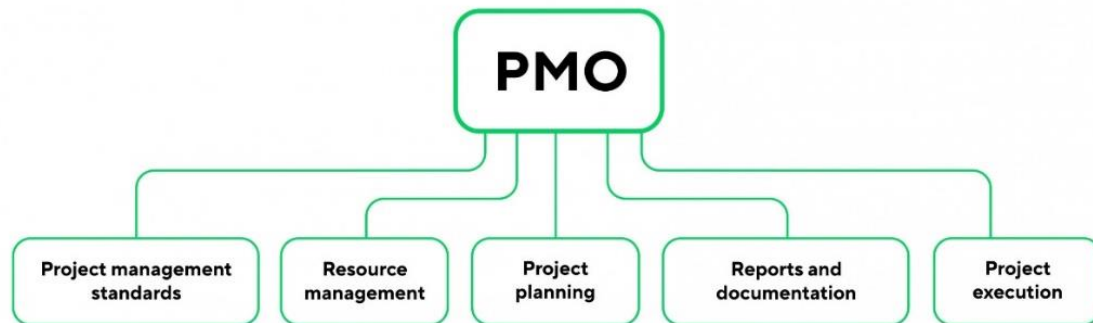 PMO
Project management
standards
Resource
management
Project
planning
Reports and
documentation
Project
execution